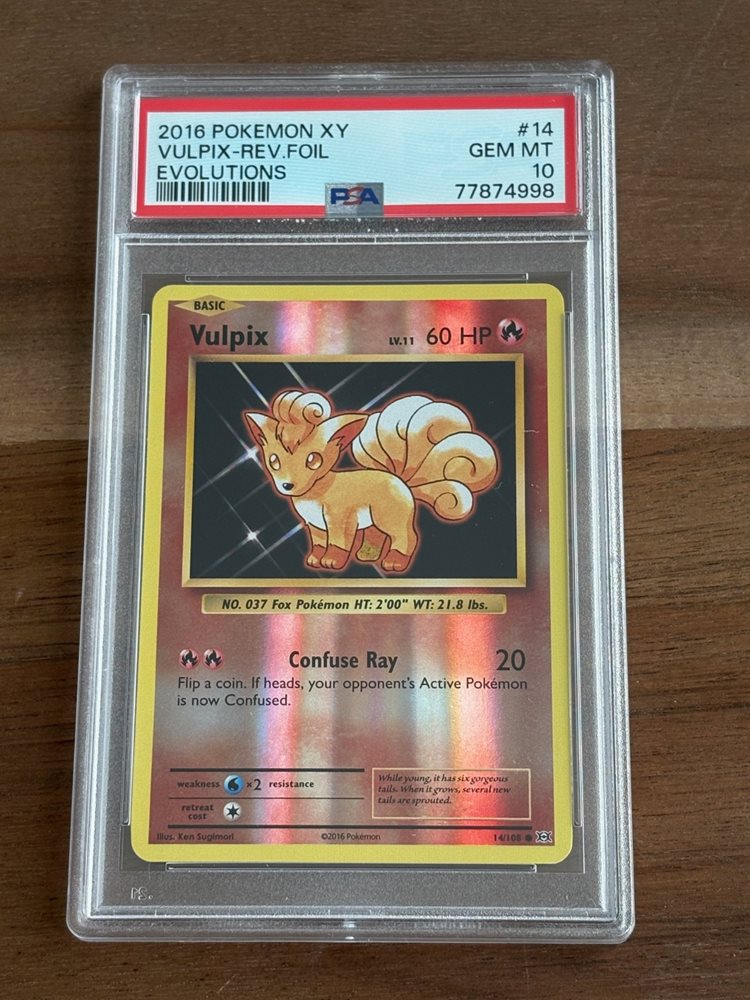 2016 POKEMON XY #14
VULPIX-REV.FOIL GEM MT
EVOLUTIONS 10
PSA 77874998
BASIC
Vulpix LV.11 60 HP
NO. 037 Fox Pokémon HT: 2'00" WT: 21.8 lbs.
Confuse Ray 20
Flip a coin. If heads, your opponent's Active Pokémon
is now Confused.
weakness ×2 resistance
retreat
cost
While young, it has six gorgeous
tails. When it grows, several new
tails are sprouted.
Illus. Ken Sugimori ©2016 Pokémon 14/108